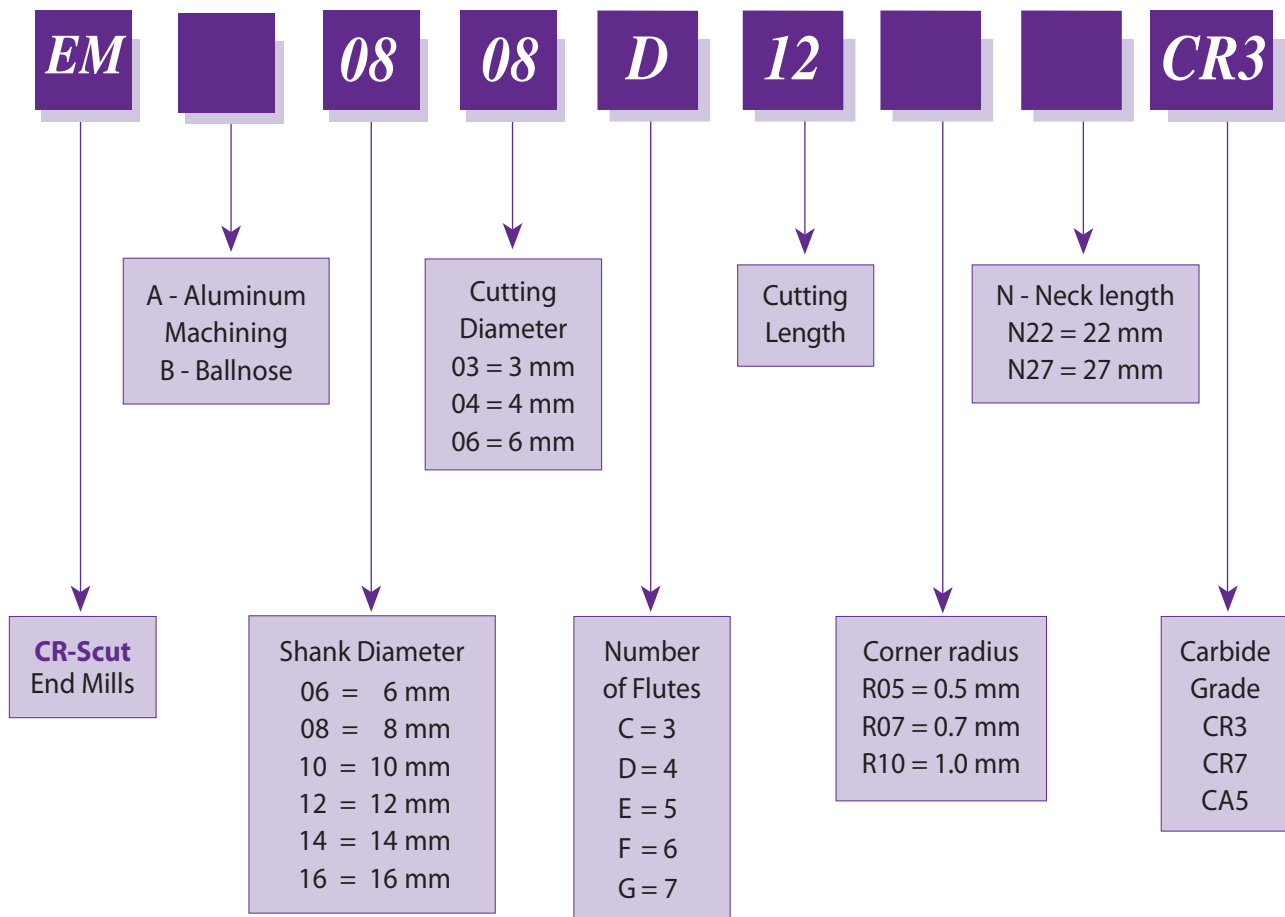 EM 08 08 D 12 CR3
A - Aluminum
Machining
B - Ballnose
Cutting
Diameter
03 = 3 mm
04 = 4 mm
06 = 6 mm
Cutting
Length
N - Neck length
N22 = 22 mm
N27 = 27 mm
CR-Scut
End Mills
Shank Diameter
06 = 6 mm
08 = 8 mm
10 = 10 mm
12 = 12 mm
14 = 14 mm
16 = 16 mm
Number
of Flutes
C = 3
D = 4
E = 5
F = 6
G = 7
Corner radius
R05 = 0.5 mm
R07 = 0.7 mm
R10 = 1.0 mm
Carbide
Grade
CR3
CR7
CA5